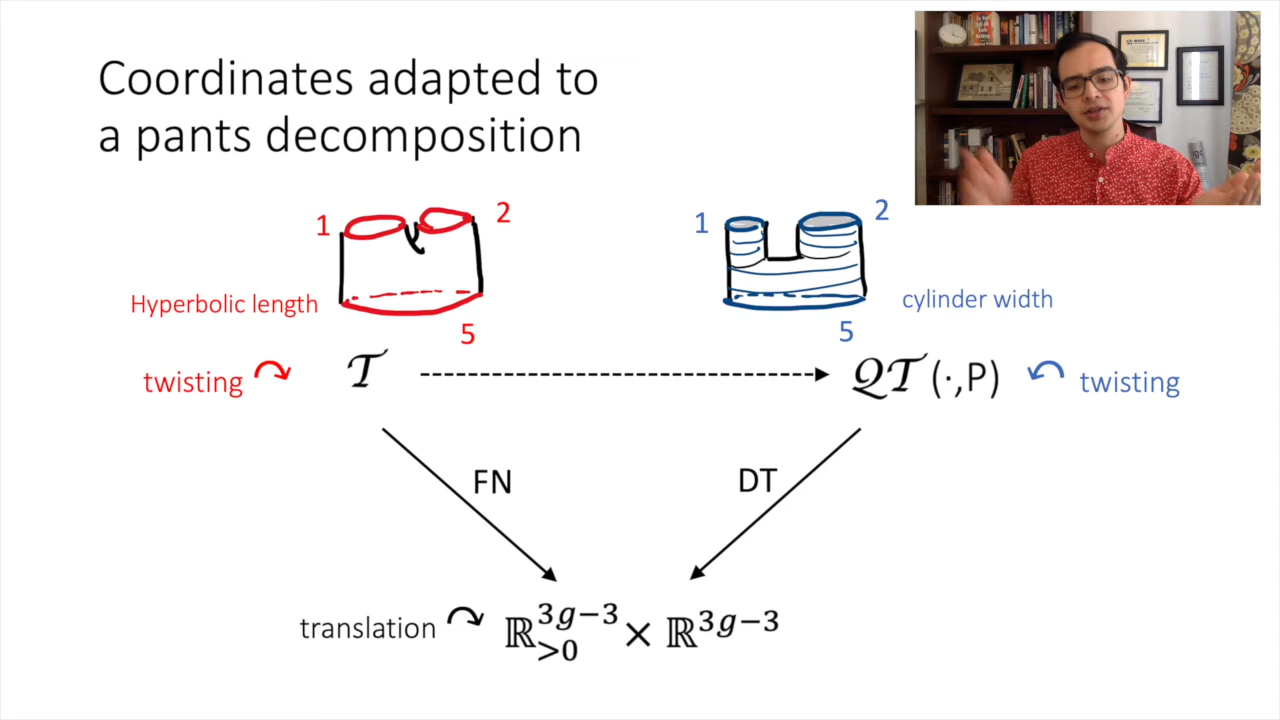 Coordinates adapted to
a pants decomposition
1 2
1 2
Hyperbolic length
5
cylinder width
5
twisting
𝒯
𝒬𝒯(·,P)
twisting
FN
DT
translation
ℝ^{3g−3}_{>0} × ℝ^{3g−3}